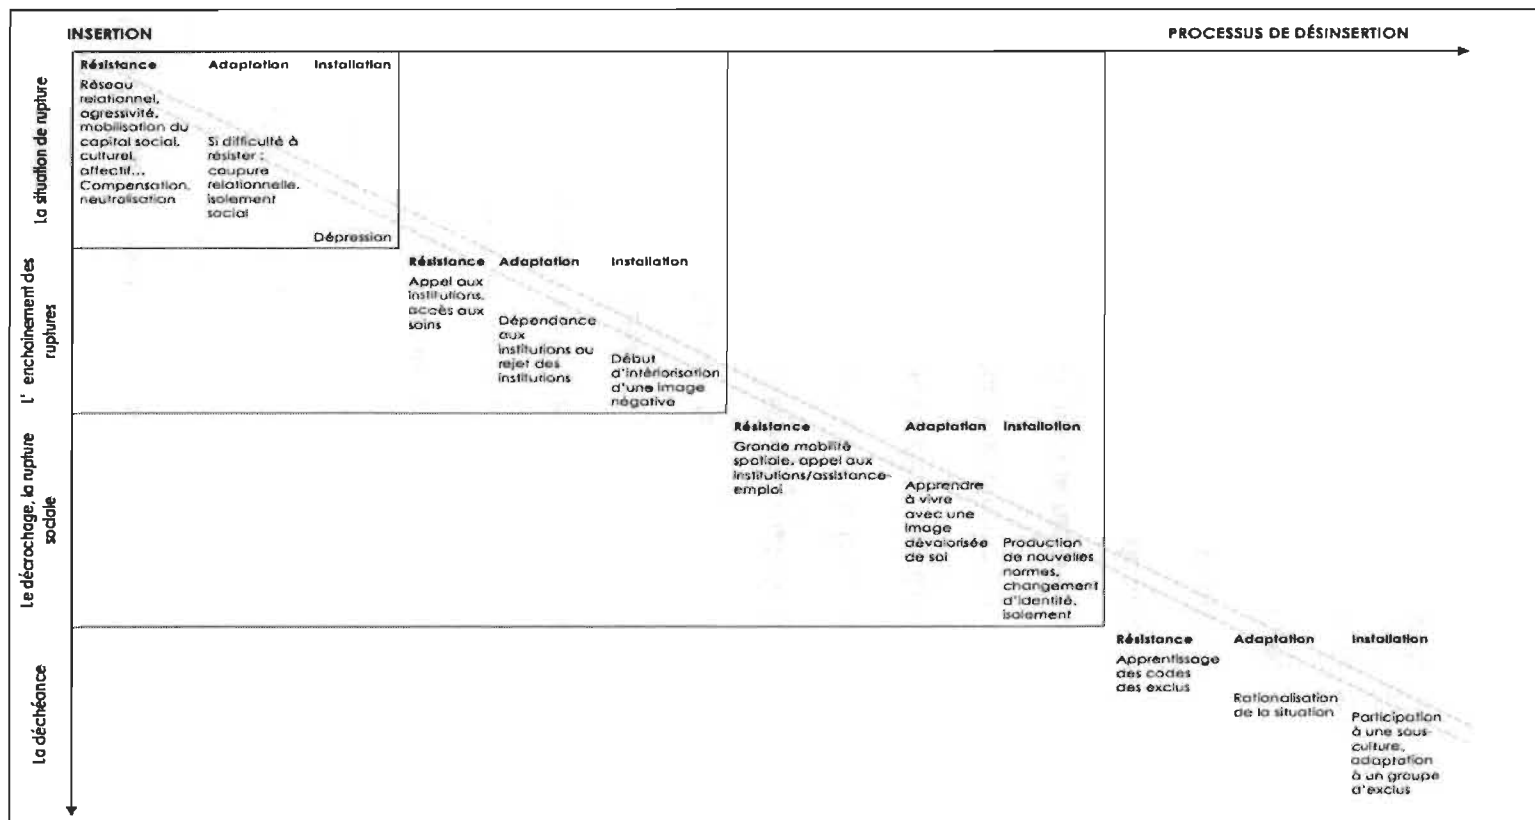 INSERTION
PROCESSUS DE DÉSINSERTION
La situation de rupture
Résistance
Réseau
relationnel,
agressivité,
mobilisation du
capital social,
culturel,
affectif...
Compensation,
neutralisation
Adaptation
Si difficulté à
résister :
coupure
relationnelle,
isolement
social
Installation
Dépression
L' enchainement des
ruptures
Résistance
Appel aux
institutions,
accès aux
soins
Adaptation
Dépendance
aux
institutions ou
rejet des
institutions
Installation
Début
d'intériorisation
d'une image
négative
Le décrochage, la rupture
sociale
Résistance
Grande mobilité
spatiale, appel aux
institutions/assistance-
emploi
Adaptation
Apprendre
à vivre
avec une
image
dévalorisée
de soi
Installation
Production
de nouvelles
normes,
changement
d'identité,
isolement
La déchéance
Résistance
Apprentissage
des codes
des exclus
Adaptation
Rationalisation
de la situation
Installation
Participation
à une sous-
culture,
adaptation
à un groupe
d'exclus